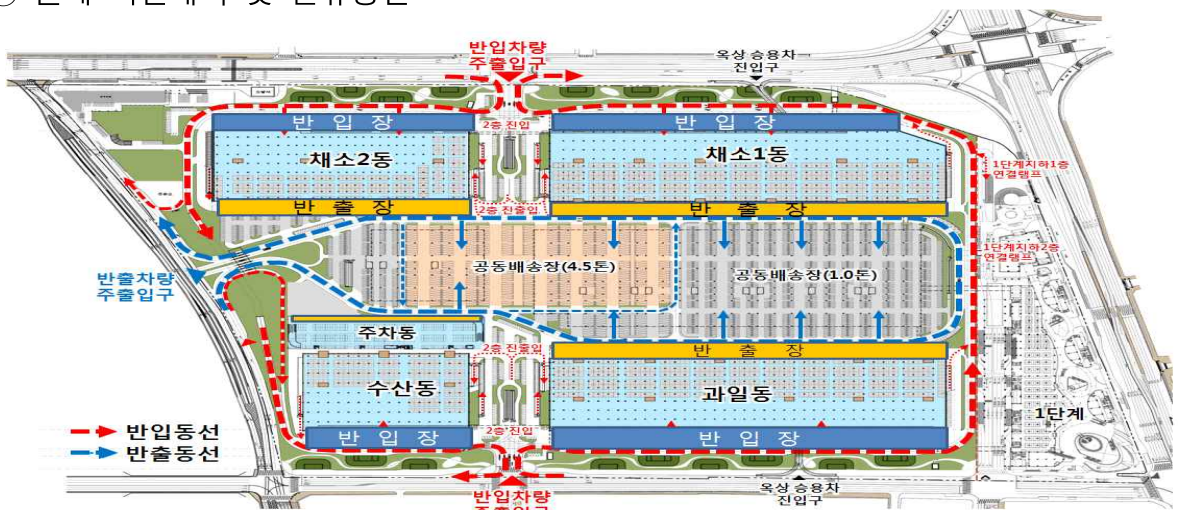 반입차량
주출입구
옥상 승용차
진입구
반 입 장
2층 진입
반 입 장
채소2동
채소1동
1단계지하1층
연결램프
반 출 장
2층 진출입
반 출 장
1단계지하2층
연결램프
반출차량
주출입구
공동배송장(4.5톤)
공동배송장(1.0톤)
주차동
2층 진출입
반 출 장
수산동
과일동
1단계
반입동선
반출동선
반 입 장
2층 진입
반 입 장
반입차량
옥상 승용차
진입구